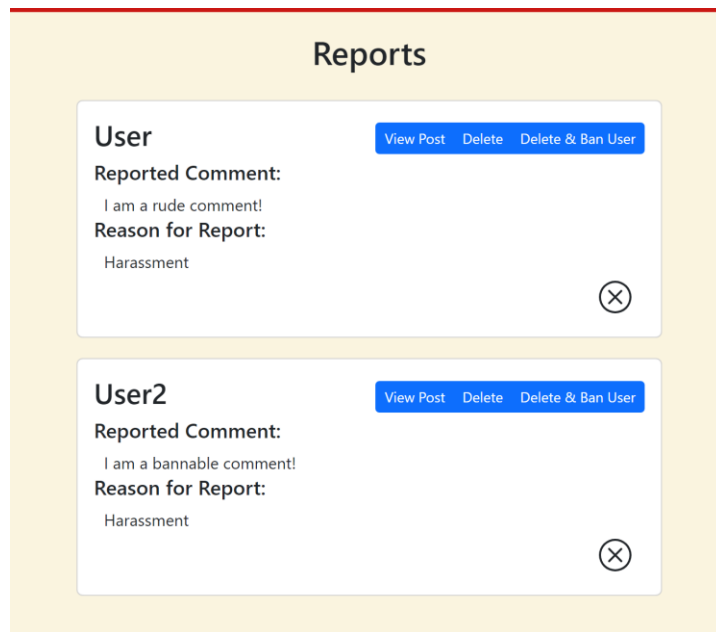 Reports
User
View Post Delete Delete & Ban User
Reported Comment:
I am a rude comment!
Reason for Report:
Harassment
User2
View Post Delete Delete & Ban User
Reported Comment:
I am a bannable comment!
Reason for Report:
Harassment